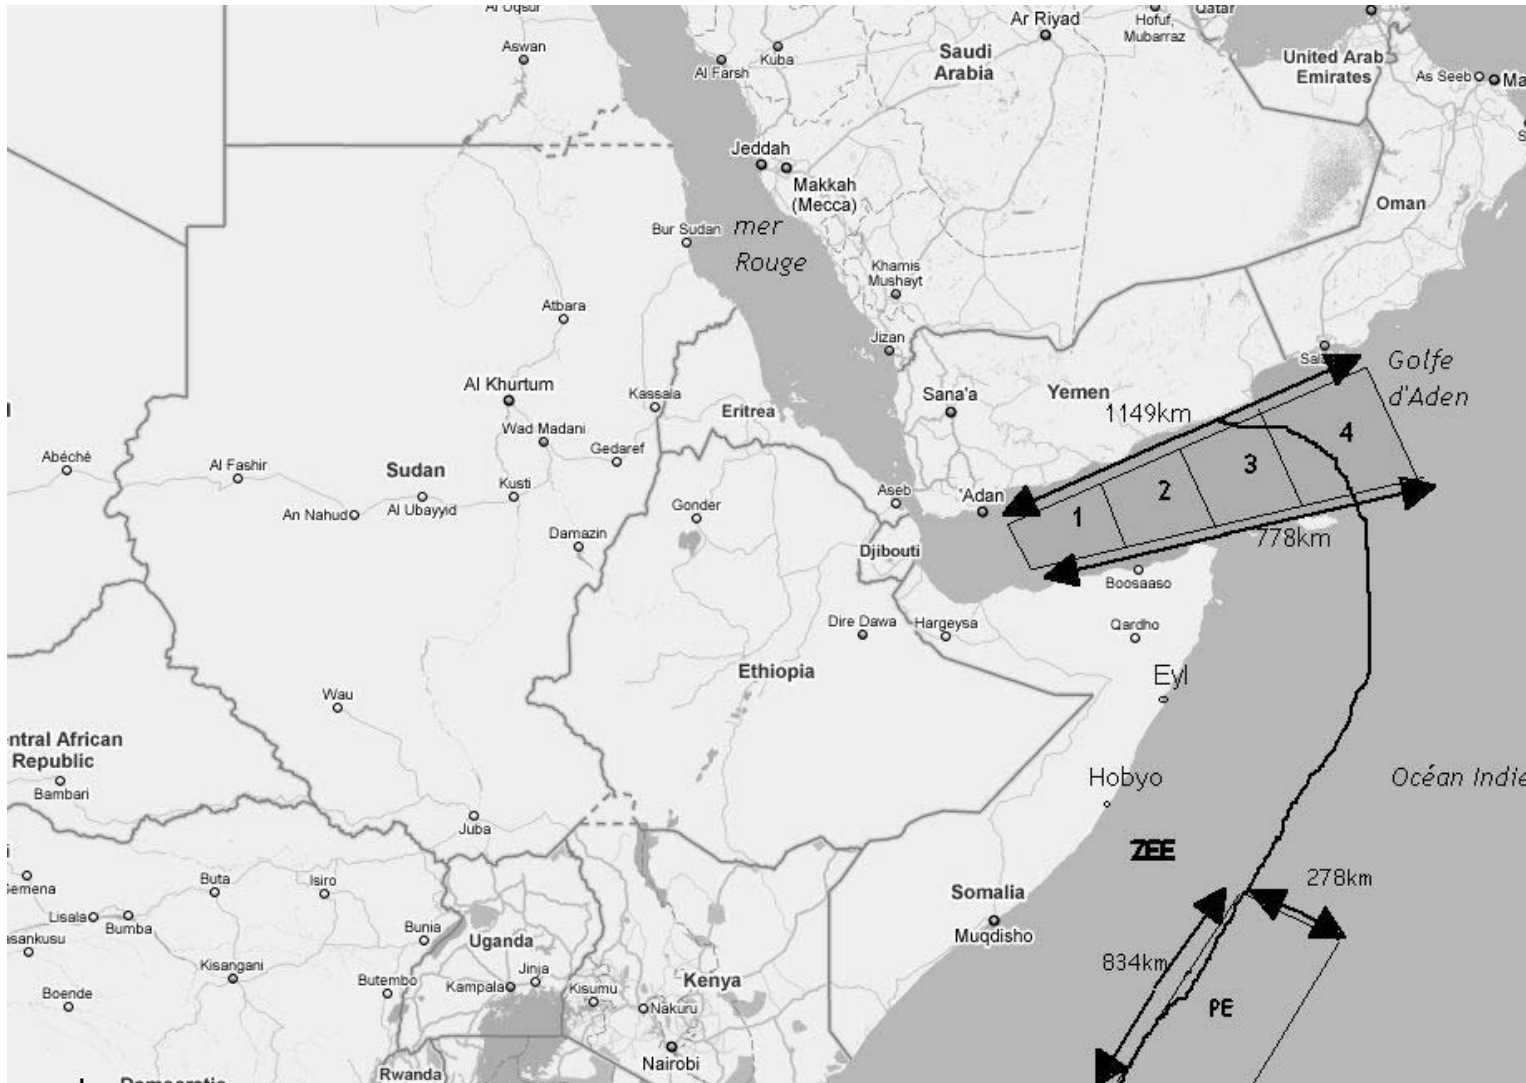 Al Uqsur
Ar Riyad
Hofuf,
Mubarraz
Qatar
Aswan
Al Farsh
Kuba
Saudi
Arabia
United Arab
Emirates
As Seeb
Ma
S
Jeddah
Makkah
(Mecca)
Oman
Bur Sudan
mer
Rouge
Khamis
Mushayt
Atbara
Jizan
Golfe
d'Aden
Al Khurtum
Kassala
Sana'a
Yemen
1149km
Eritrea
Wad Madani
Gedaref
4
3
2
1
Abéché
Al Fashir
Sudan
Kusti
An Nahud
Al Ubayyid
Gonder
Aseb
'Adan
Damazin
Djibouti
778km
Boosaaso
Dire Dawa
Hargeysa
Qardho
Ethiopia
Eyl
Wau
entral African
Republic
Bambari
Hobyo
Océan Indie
Juba
ZEE
Semena
Buta
Isiro
278km
Somalia
Lisala
Bumba
Bunia
Uganda
Muqdisho
asankusu
Kisangani
Butembo
Kampala
Jinja
Kisumu
Kenya
834km
Boende
Nakuru
PE
Nairobi
Rwanda
Democratic